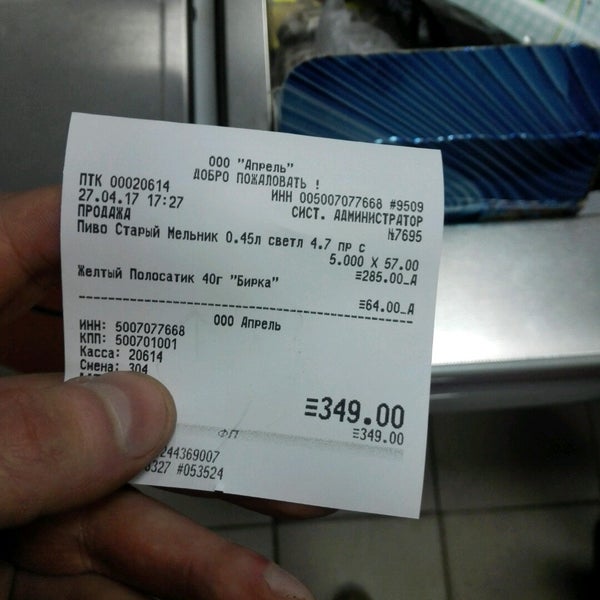 ООО "Апрель"
ДОБРО ПОЖАЛОВАТЬ !
ПТК 00020614 ИНН 005007077668 #9509
27.04.17 17:27 СИСТ. АДМИНИСТРАТОР
ПРОДАЖА №7695
Пиво Старый Мельник 0.45л светл 4.7 пр с
5.000 X 57.00
≡285.00_А
Желтый Полосатик 40г "Бирка"
≡64.00_А
ООО Апрель
ИНН: 5007077668
КПП: 500701001
Касса: 20614
Смена: 304
≡349.00
≡349.00
ФП
244369007
#053524